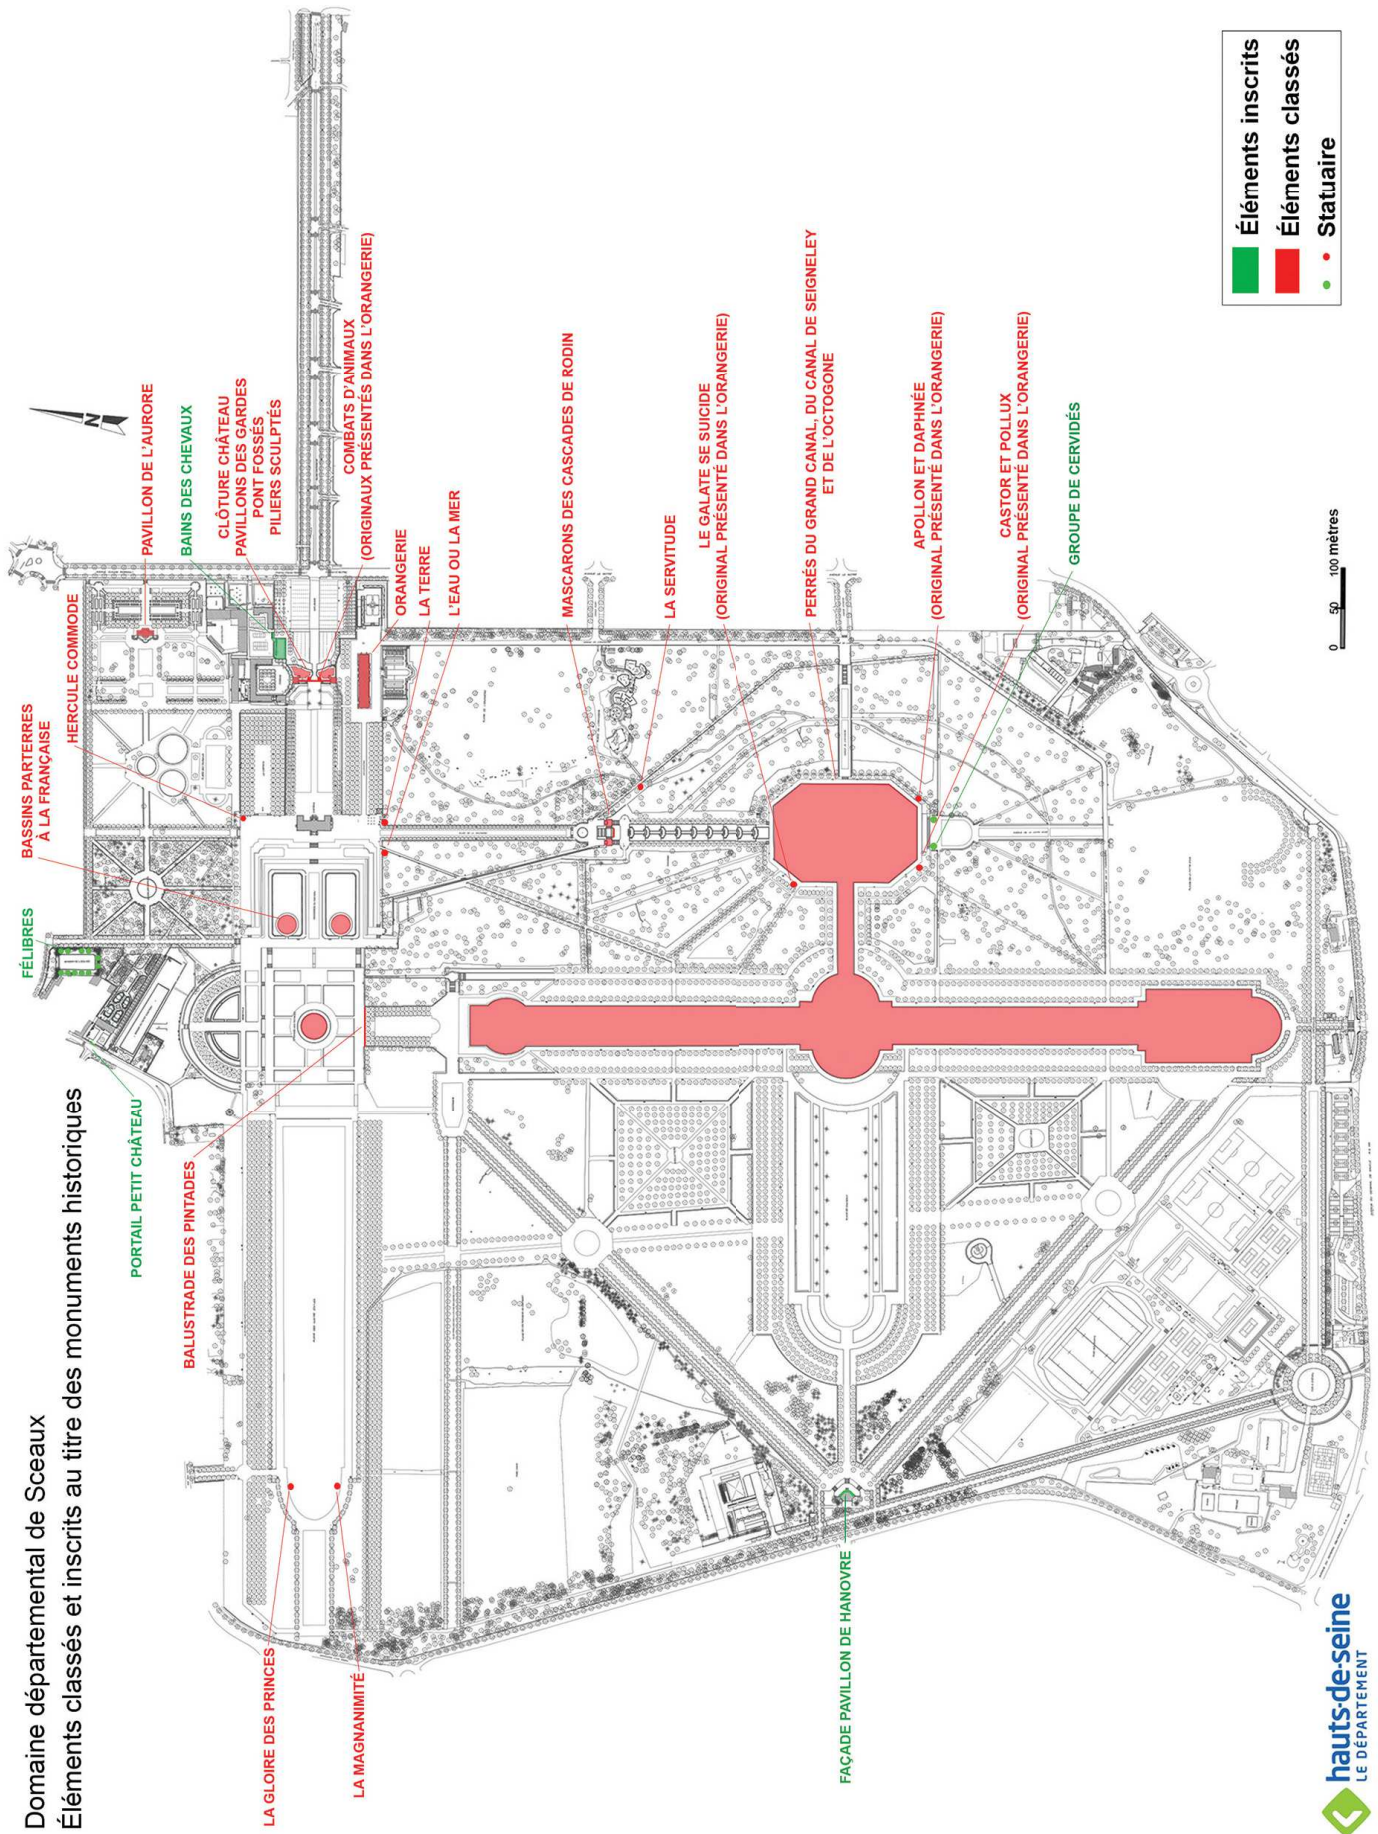 Domaine départemental de Sceaux
Éléments classés et inscrits au titre des monuments historiques
FÉLIBRES
BASSINS PARTERRES
À LA FRANÇAISE
HERCULE COMMODE
PAVILLON DE L'AURORE
BAINS DES CHEVAUX
CLÔTURE CHÂTEAU
PAVILLONS DES GARDES
PONT FOSSÉS
PILIERS SCULPTÉS
COMBATS D'ANIMAUX
(ORIGINAUX PRÉSENTÉS DANS L'ORANGERIE)
ORANGERIE
LA TERRE
L'EAU OU LA MER
MASCARONS DES CASCADES DE RODIN
LA SERVITUDE
LE GALATE SE SUICIDE
(ORIGINAL PRÉSENTÉ DANS L'ORANGERIE)
PERRÉS DU GRAND CANAL, DU CANAL DE SEIGNELEY
ET DE L'OCTOGONE
APOLLON ET DAPHNÉE
(ORIGINAL PRÉSENTÉ DANS L'ORANGERIE)
CASTOR ET POLLUX
(ORIGINAL PRÉSENTÉ DANS L'ORANGERIE)
GROUPE DE CERVIDÉS
PORTAIL PETIT CHÂTEAU
BALUSTRADE DES PINTADES
LA GLOIRE DES PRINCES
LA MAGNANIMITÉ
FAÇADE PAVILLON DE HANOVRE
N
0 50 100 mètres
Éléments inscrits
Éléments classés
Statuaire
hauts-de-seine
LE DÉPARTEMENT